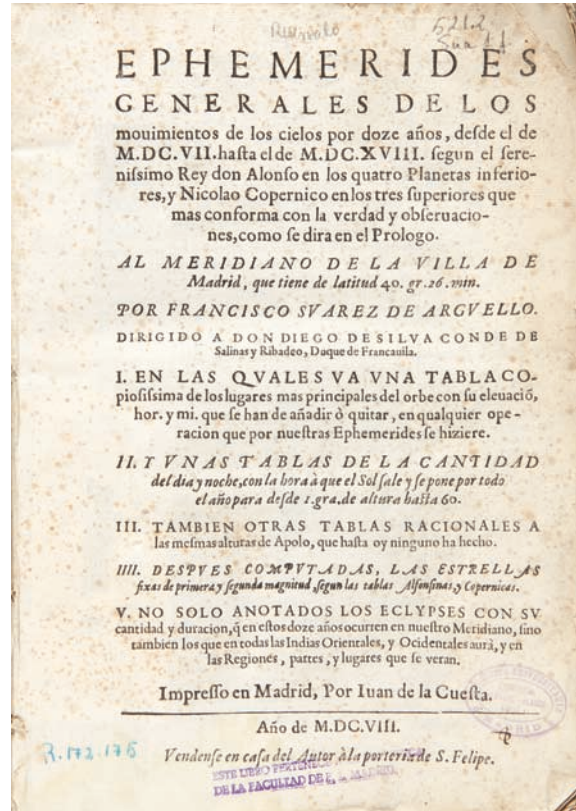 521.2
EPHEMERIDES
GENERALES DE LOS
mouimientos de los cielos por doze años, desde el de
M.DC.VII. hasta el de M.DC.XVIII. segun el sere-
nissimo Rey don Alonso en los quatro Planetas inferio-
res, y Nicolao Copernico en los tres superiores que
mas conforma con la verdad y obseruacio-
nes, como se dira en el Prologo.
AL MERIDIANO DE LA VILLA DE
Madrid, que tiene de latitud 40. gr. 26. min.
POR FRANCISCO SVAREZ DE ARGVELLO.
DIRIGIDO A DON DIEGO DE SILVA CONDE DE
Salinas y Ribadeo, Duque de Francauila.
I. EN LAS QVALES VA VNA TABLA CO-
piosissima de los lugares mas principales del orbe con su eleuaciõ,
hor. y mi. que se han de añadir ò quitar, en qualquier ope-
racion que por nuestras Ephemerides se hiziere.
II. Y VNAS TABLAS DE LA CANTIDAD
del dia y noche, con la hora à que el Sol sale y se pone por todo
el año para desde 1. gra. de altura hasta 60.
III. TAMBIEN OTRAS TABLAS RACIONALES A
las mesmas alturas de Apolo, que hasta oy ninguno ha hecho.
IIII. DESPVES COMPVTADAS, LAS ESTRELLAS
fixas de primera y segunda magnitud, segun las tablas Alfonsinas, y Copernicas.
V. NO SOLO ANOTADOS LOS ECLYPSES CON SV
cantidad y duracion, q̃ en estos doze años ocurren en nuestro Meridiano, sino
tambien los que en todas las Indias Orientales, y Ocidentales aurà, y en
las Regiones, partes, y lugares que se veran.
Impresso en Madrid, Por Iuan de la Cuesta.
Año de M.DC.VIII.
R.172.176
Vendense en casa del Autor à la porteria de S. Felipe.
ESTE LIBRO
DE LA FACULTAD DE